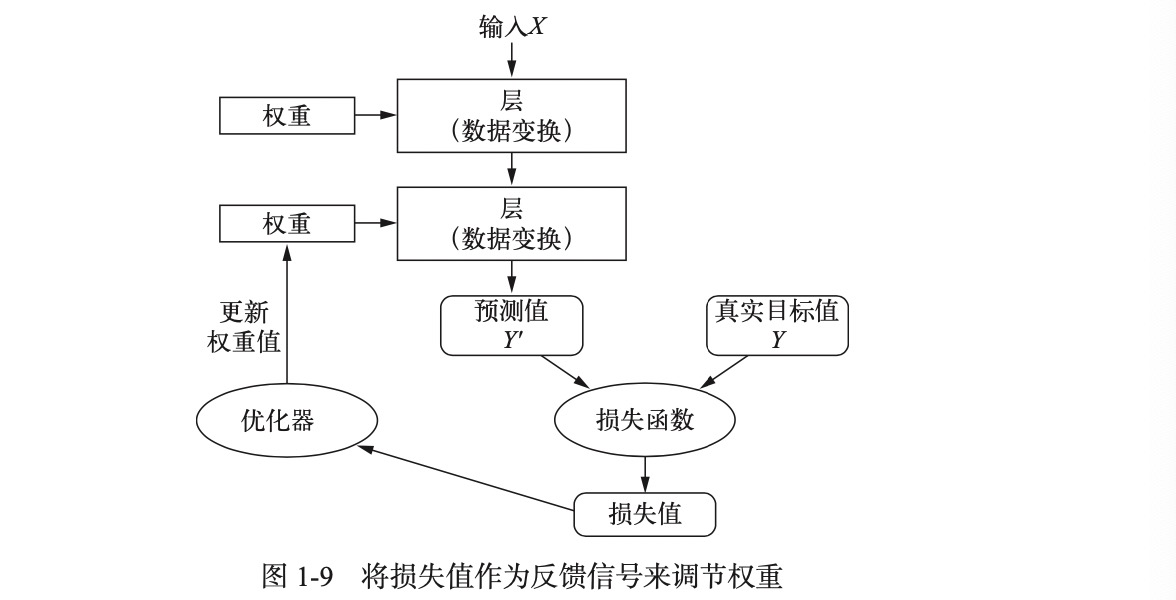 输入X
权重
层
（数据变换）
权重
层
（数据变换）
预测值
Y′
真实目标值
Y
更新
权重值
优化器
损失函数
损失值
图 1-9 将损失值作为反馈信号来调节权重